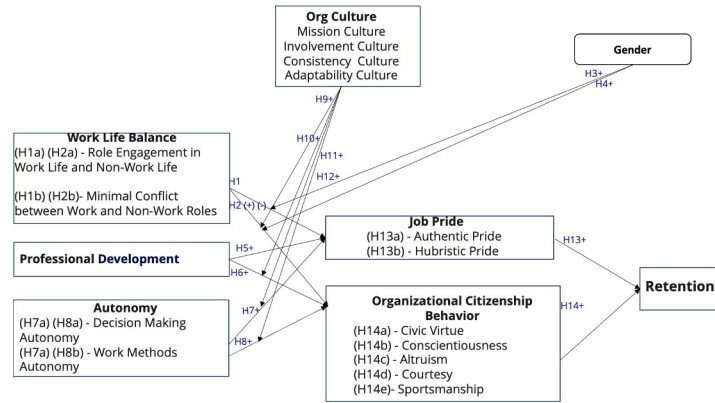 Org Culture
Mission Culture
Involvement Culture
Consistency Culture
Adaptability Culture
Gender
H3+
H4+
H9+
H10+
H11+
H12+
Work Life Balance
(H1a) (H2a) - Role Engagement in
Work Life and Non-Work Life
(H1b) (H2b)- Minimal Conflict
between Work and Non-Work Roles
H1
H2 (+) (-)
Professional Development
H5+
H6+
Autonomy
(H7a) (H8a) - Decision Making
Autonomy
(H7a) (H8b) - Work Methods
Autonomy
H7+
H8+
Job Pride
(H13a) - Authentic Pride
(H13b) - Hubristic Pride
H13+
Organizational Citizenship
Behavior
(H14a) - Civic Virtue
(H14b) - Conscientiousness
(H14c) - Altruism
(H14d) - Courtesy
(H14e)- Sportsmanship
H14+
Retention